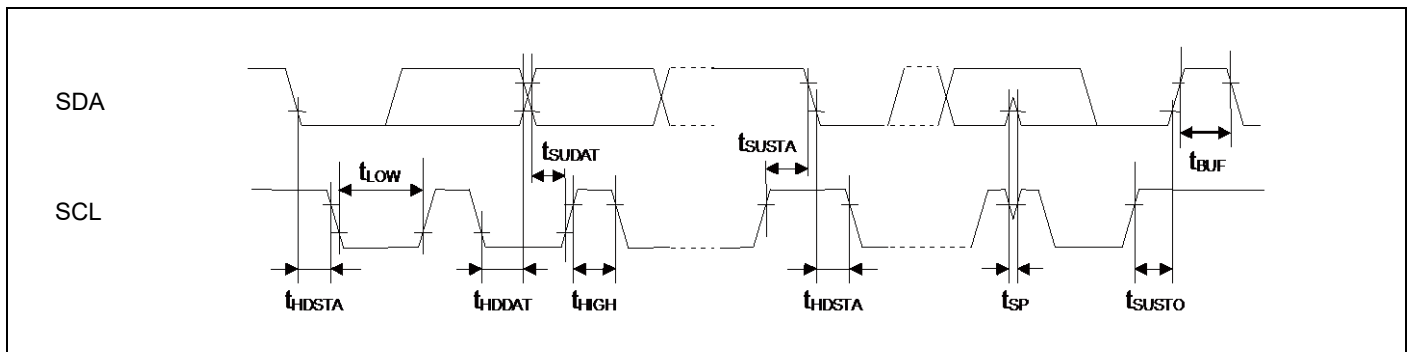 SDA
tSUDAT
tSUSTA
tBUF
tLOW
SCL
tHDSTA
tHDDAT
tHIGH
tHDSTA
tSP
tSUSTO